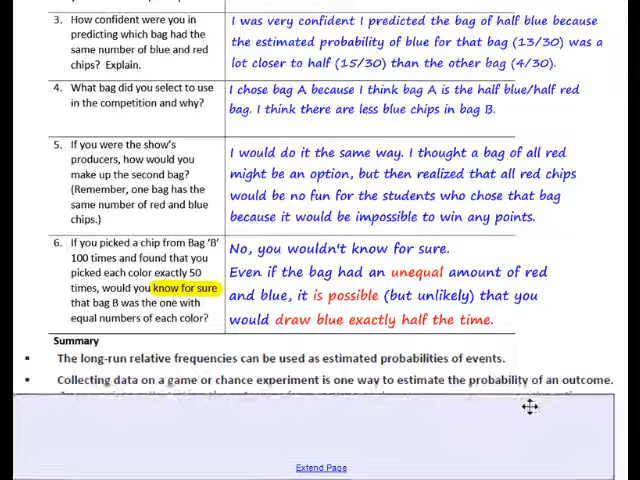 3. How confident were you in
predicting which bag had the
same number of blue and red
chips? Explain.
I was very confident I predicted the bag of half blue because
the estimated probability of blue for that bag (13/30) was a
lot closer to half (15/30) than the other bag (4/30).
4. What bag did you select to use
in the competition and why?
I chose bag A because I think bag A is the half blue/half red
bag. I think there are less blue chips in bag B.
5. If you were the show's
producers, how would you
make up the second bag?
(Remember, one bag has the
same number of red and blue
chips.)
I would do it the same way. I thought a bag of all red
might be an option, but then realized that all red chips
would be no fun for the students who chose that bag
because it would be impossible to win any points.
6. If you picked a chip from Bag 'B'
100 times and found that you
picked each color exactly 50
times, would you know for sure
that bag B was the one with
equal numbers of each color?
No, you wouldn't know for sure.
Even if the bag had an unequal amount of red
and blue, it is possible (but unlikely) that you
would draw blue exactly half the time.
Summary
▪ The long-run relative frequencies can be used as estimated probabilities of events.
▪ Collecting data on a game or chance experiment is one way to estimate the probability of an outcome.
Extend Page